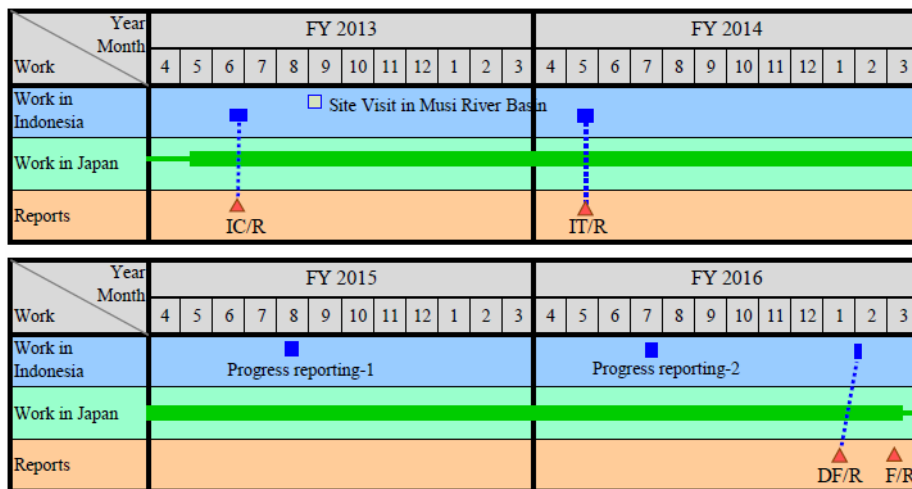 Year
Month
Work
FY 2013
FY 2014
4 5 6 7 8 9 10 11 12 1 2 3 4 5 6 7 8 9 10 11 12 1 2 3
Work in
Indonesia
Site Visit in Musi River Basin
Work in Japan
Reports
IC/R
IT/R
Year
Month
Work
FY 2015
FY 2016
4 5 6 7 8 9 10 11 12 1 2 3 4 5 6 7 8 9 10 11 12 1 2 3
Work in
Indonesia
Progress reporting-1
Progress reporting-2
Work in Japan
Reports
DF/R
F/R